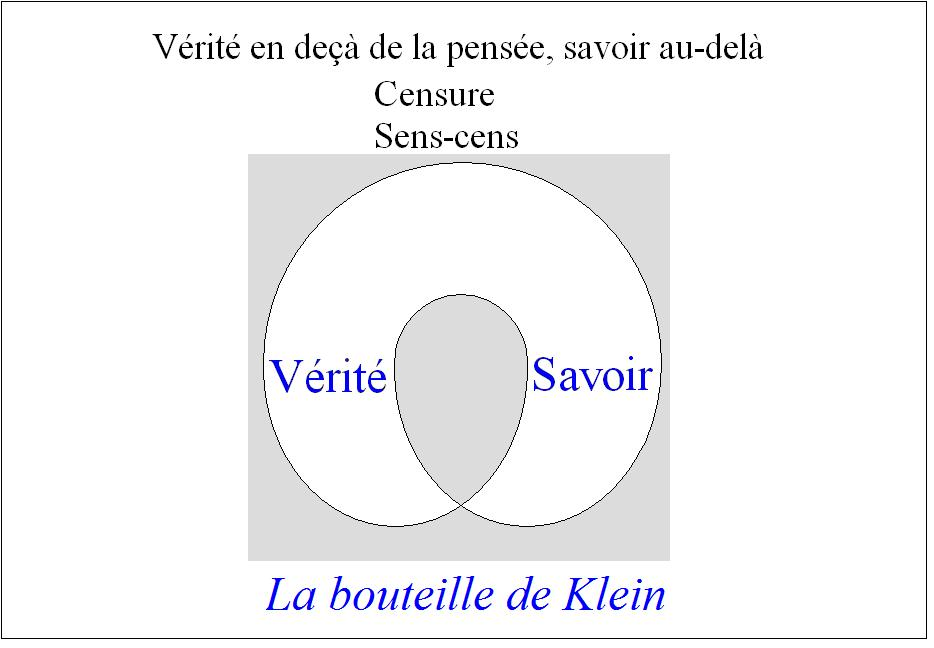 Vérité en deçà de la pensée, savoir au-delà
Censure
Sens-cens
Vérité
Savoir
La bouteille de Klein